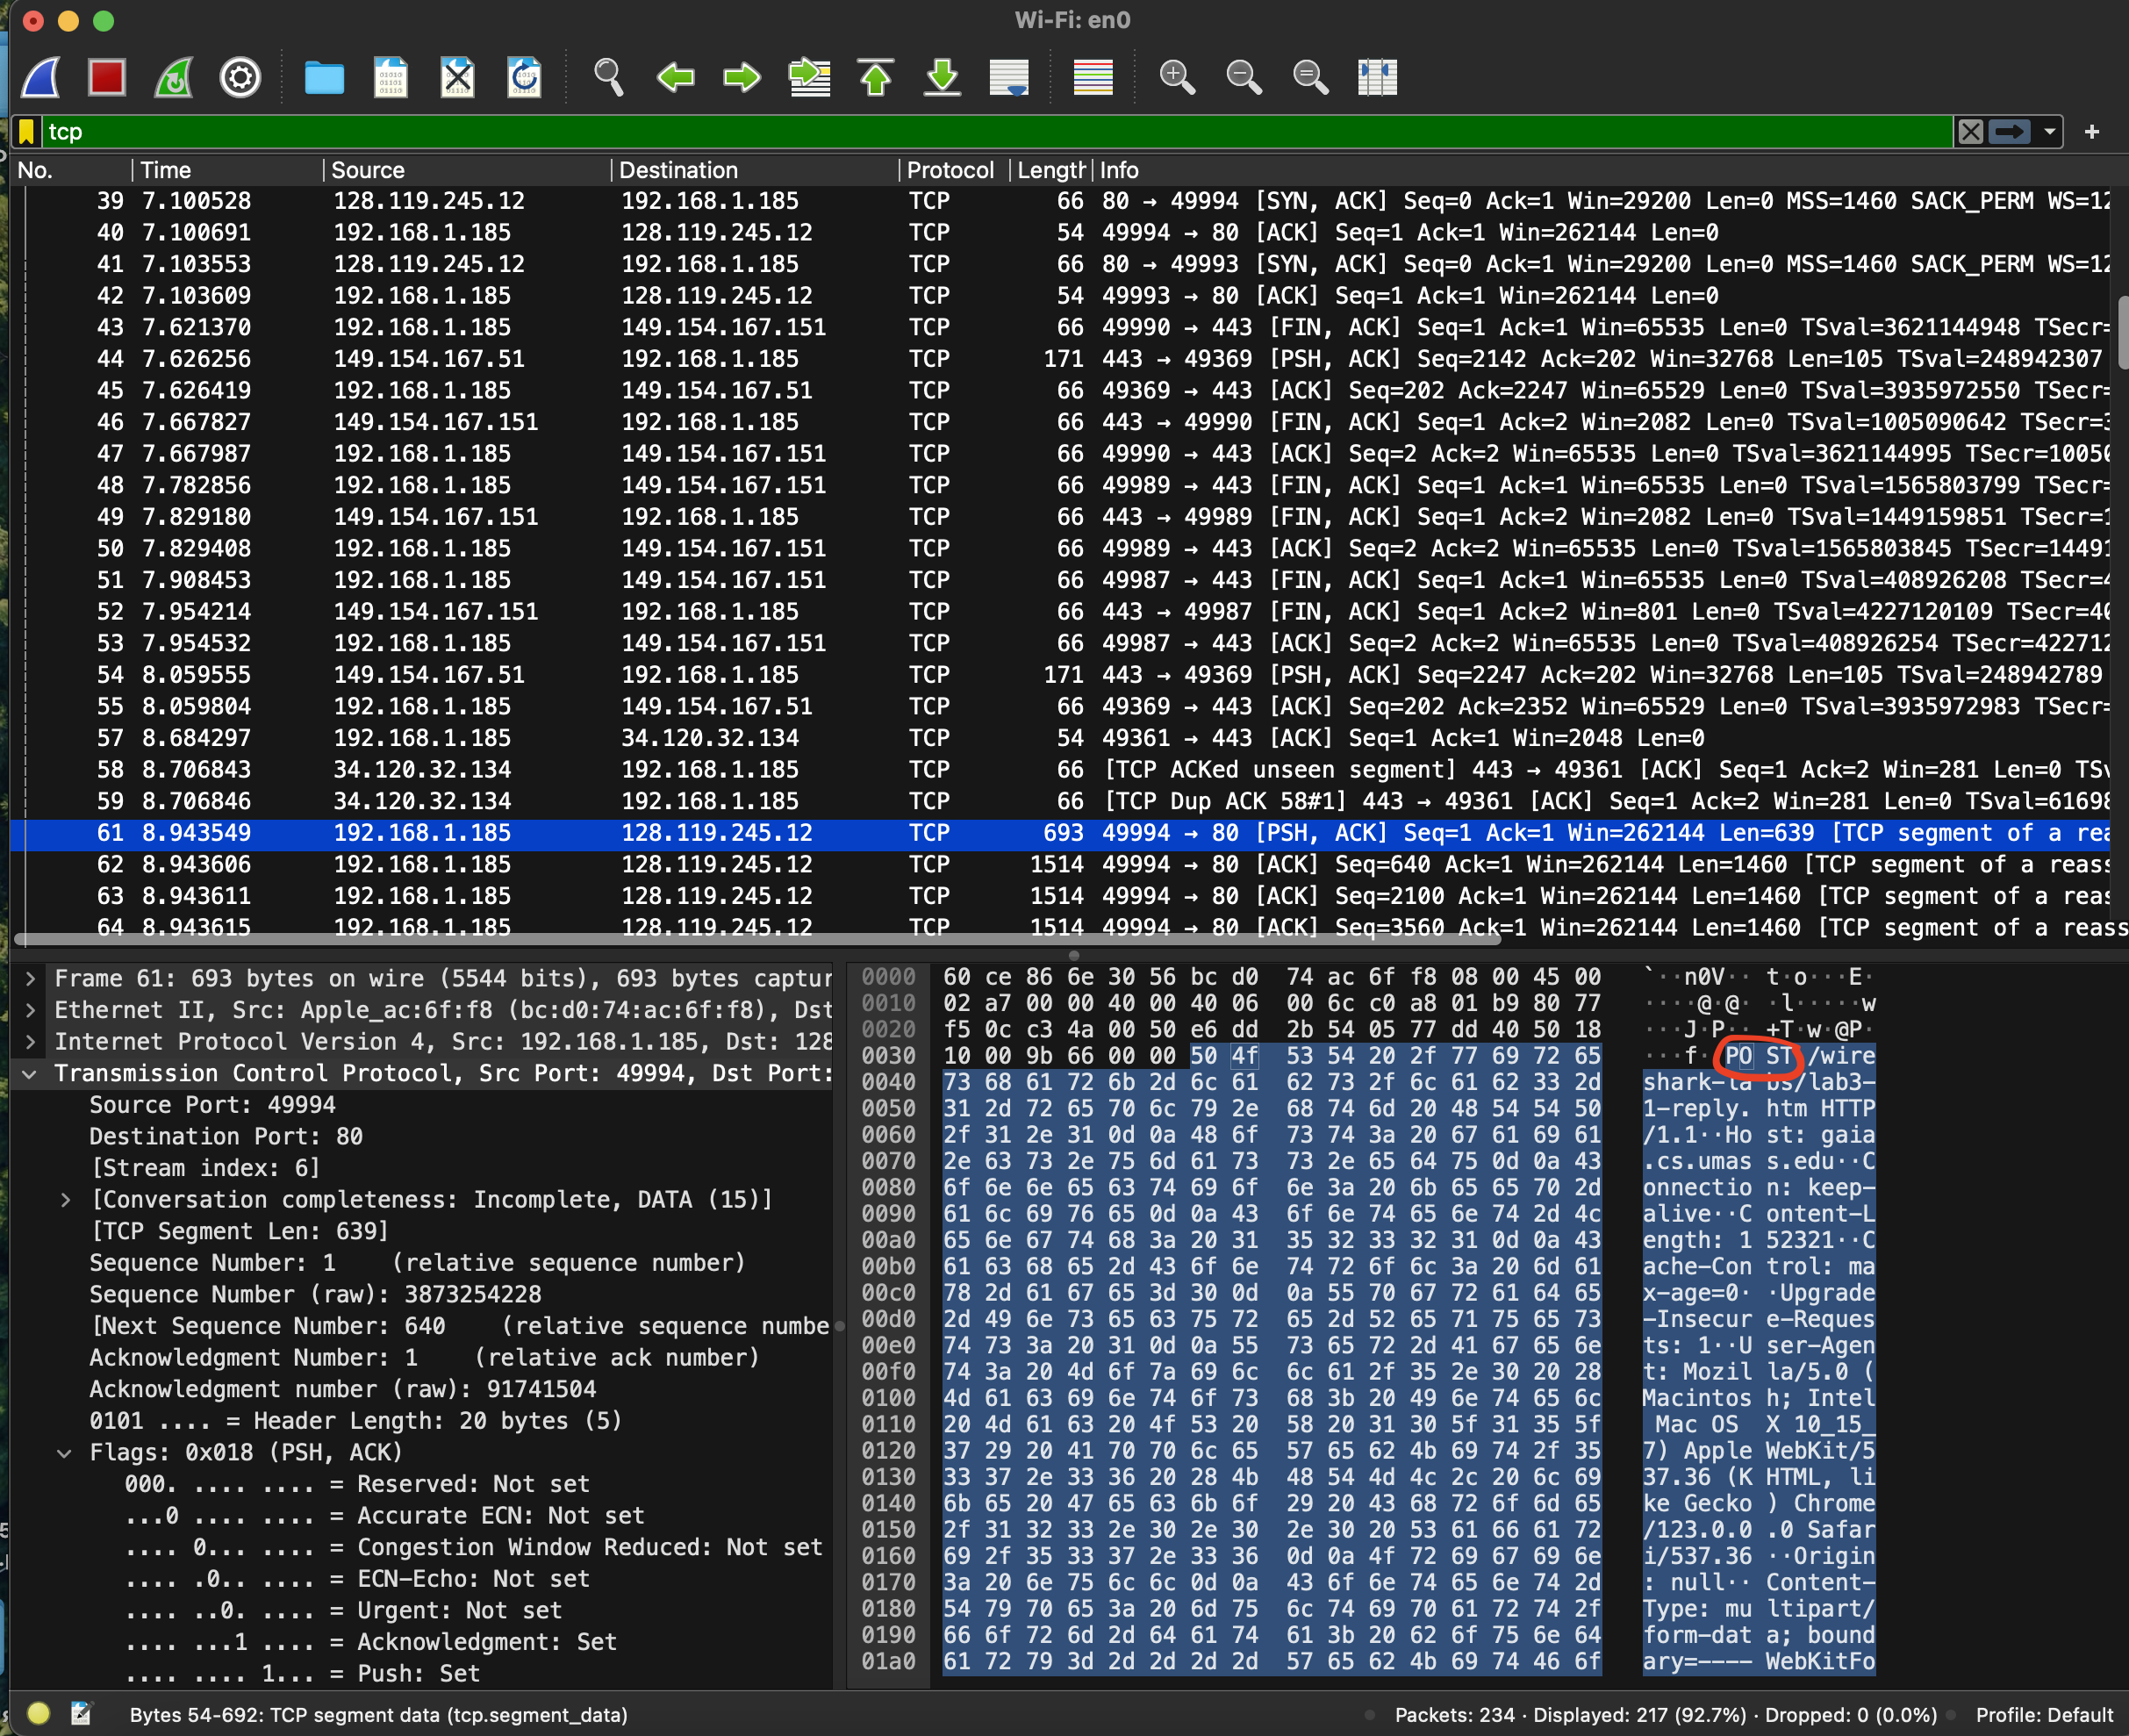 Wi-Fi: en0
tcp
No. Time Source Destination Protocol Length Info
39 7.100528 128.119.245.12 192.168.1.185 TCP 66 80 → 49994 [SYN, ACK] Seq=0 Ack=1 Win=29200 Len=0 MSS=1460 SACK_PERM WS=12
40 7.100691 192.168.1.185 128.119.245.12 TCP 54 49994 → 80 [ACK] Seq=1 Ack=1 Win=262144 Len=0
41 7.103553 128.119.245.12 192.168.1.185 TCP 66 80 → 49993 [SYN, ACK] Seq=0 Ack=1 Win=29200 Len=0 MSS=1460 SACK_PERM WS=12
42 7.103609 192.168.1.185 128.119.245.12 TCP 54 49993 → 80 [ACK] Seq=1 Ack=1 Win=262144 Len=0
43 7.621370 192.168.1.185 149.154.167.151 TCP 66 49990 → 443 [FIN, ACK] Seq=1 Ack=1 Win=65535 Len=0 TSval=3621144948 TSecr=
44 7.626256 149.154.167.51 192.168.1.185 TCP 171 443 → 49369 [PSH, ACK] Seq=2142 Ack=202 Win=32768 Len=105 TSval=248942307
45 7.626419 192.168.1.185 149.154.167.51 TCP 66 49369 → 443 [ACK] Seq=202 Ack=2247 Win=65529 Len=0 TSval=3935972550 TSecr=
46 7.667827 149.154.167.151 192.168.1.185 TCP 66 443 → 49990 [FIN, ACK] Seq=1 Ack=2 Win=2082 Len=0 TSval=1005090642 TSecr=3
47 7.667987 192.168.1.185 149.154.167.151 TCP 66 49990 → 443 [ACK] Seq=2 Ack=2 Win=65535 Len=0 TSval=3621144995 TSecr=10050
48 7.782856 192.168.1.185 149.154.167.151 TCP 66 49989 → 443 [FIN, ACK] Seq=1 Ack=1 Win=65535 Len=0 TSval=1565803799 TSecr=
49 7.829180 149.154.167.151 192.168.1.185 TCP 66 443 → 49989 [FIN, ACK] Seq=1 Ack=2 Win=2082 Len=0 TSval=1449159851 TSecr=1
50 7.829408 192.168.1.185 149.154.167.151 TCP 66 49989 → 443 [ACK] Seq=2 Ack=2 Win=65535 Len=0 TSval=1565803845 TSecr=14491
51 7.908453 192.168.1.185 149.154.167.151 TCP 66 49987 → 443 [FIN, ACK] Seq=1 Ack=1 Win=65535 Len=0 TSval=408926208 TSecr=4
52 7.954214 149.154.167.151 192.168.1.185 TCP 66 443 → 49987 [FIN, ACK] Seq=1 Ack=2 Win=801 Len=0 TSval=4227120109 TSecr=40
53 7.954532 192.168.1.185 149.154.167.151 TCP 66 49987 → 443 [ACK] Seq=2 Ack=2 Win=65535 Len=0 TSval=408926254 TSecr=422712
54 8.059555 149.154.167.51 192.168.1.185 TCP 171 443 → 49369 [PSH, ACK] Seq=2247 Ack=202 Win=32768 Len=105 TSval=248942789
55 8.059804 192.168.1.185 149.154.167.51 TCP 66 49369 → 443 [ACK] Seq=202 Ack=2352 Win=65529 Len=0 TSval=3935972983 TSecr=
57 8.684297 192.168.1.185 34.120.32.134 TCP 54 49361 → 443 [ACK] Seq=1 Ack=1 Win=2048 Len=0
58 8.706843 34.120.32.134 192.168.1.185 TCP 66 [TCP ACKed unseen segment] 443 → 49361 [ACK] Seq=1 Ack=2 Win=281 Len=0 TSv
59 8.706846 34.120.32.134 192.168.1.185 TCP 66 [TCP Dup ACK 58#1] 443 → 49361 [ACK] Seq=1 Ack=2 Win=281 Len=0 TSval=61698
61 8.943549 192.168.1.185 128.119.245.12 TCP 693 49994 → 80 [PSH, ACK] Seq=1 Ack=1 Win=262144 Len=639 [TCP segment of a rea
62 8.943606 192.168.1.185 128.119.245.12 TCP 1514 49994 → 80 [ACK] Seq=640 Ack=1 Win=262144 Len=1460 [TCP segment of a reass
63 8.943611 192.168.1.185 128.119.245.12 TCP 1514 49994 → 80 [ACK] Seq=2100 Ack=1 Win=262144 Len=1460 [TCP segment of a reas
64 8.943615 192.168.1.185 128.119.245.12 TCP 1514 49994 → 80 [ACK] Seq=3560 Ack=1 Win=262144 Len=1460 [TCP segment of a reass
Frame 61: 693 bytes on wire (5544 bits), 693 bytes captur
Ethernet II, Src: Apple_ac:6f:f8 (bc:d0:74:ac:6f:f8), Dst
Internet Protocol Version 4, Src: 192.168.1.185, Dst: 128
Transmission Control Protocol, Src Port: 49994, Dst Port:
Source Port: 49994
Destination Port: 80
[Stream index: 6]
[Conversation completeness: Incomplete, DATA (15)]
[TCP Segment Len: 639]
Sequence Number: 1    (relative sequence number)
Sequence Number (raw): 3873254228
[Next Sequence Number: 640    (relative sequence numbe
Acknowledgment Number: 1    (relative ack number)
Acknowledgment number (raw): 91741504
0101 .... = Header Length: 20 bytes (5)
Flags: 0x018 (PSH, ACK)
000. .... .... = Reserved: Not set
...0 .... .... = Accurate ECN: Not set
.... 0... .... = Congestion Window Reduced: Not set
.... .0.. .... = ECN-Echo: Not set
.... ..0. .... = Urgent: Not set
.... ...1 .... = Acknowledgment: Set
.... .... 1... = Push: Set
0000 60 ce 86 6e 30 56 bc d0 74 ac 6f f8 08 00 45 00 `··n0V·· t·o···E·
0010 02 a7 00 00 40 00 40 06 00 6c c0 a8 01 b9 80 77 ····@·@· ·l·····w
0020 f5 0c c3 4a 00 50 e6 dd 2b 54 05 77 dd 40 50 18 ···J·P·· +T·w·@P·
0030 10 00 9b 66 00 00 50 4f 53 54 20 2f 77 69 72 65 ···f··PO ST /wire
0040 73 68 61 72 6b 2d 6c 61 62 73 2f 6c 61 62 33 2d shark-la bs/lab3-
0050 31 2d 72 65 70 6c 79 2e 68 74 6d 20 48 54 54 50 1-reply. htm HTTP
0060 2f 31 2e 31 0d 0a 48 6f 73 74 3a 20 67 61 69 61 /1.1··Ho st: gaia
0070 2e 63 73 2e 75 6d 61 73 73 2e 65 64 75 0d 0a 43 .cs.umas s.edu··C
0080 6f 6e 6e 65 63 74 69 6f 6e 3a 20 6b 65 65 70 2d onnectio n: keep-
0090 61 6c 69 76 65 0d 0a 43 6f 6e 74 65 6e 74 2d 4c alive··C ontent-L
00a0 65 6e 67 74 68 3a 20 31 35 32 33 32 31 0d 0a 43 ength: 1 52321··C
00b0 61 63 68 65 2d 43 6f 6e 74 72 6f 6c 3a 20 6d 61 ache-Con trol: ma
00c0 78 2d 61 67 65 3d 30 0d 0a 55 70 67 72 61 64 65 x-age=0· ·Upgrade
00d0 2d 49 6e 73 65 63 75 72 65 2d 52 65 71 75 65 73 -Insecur e-Reques
00e0 74 73 3a 20 31 0d 0a 55 73 65 72 2d 41 67 65 6e ts: 1··U ser-Agen
00f0 74 3a 20 4d 6f 7a 69 6c 6c 61 2f 35 2e 30 20 28 t: Mozil la/5.0 (
0100 4d 61 63 69 6e 74 6f 73 68 3b 20 49 6e 74 65 6c Macintos h; Intel
0110 20 4d 61 63 20 4f 53 20 58 20 31 30 5f 31 35 5f  Mac OS  X 10_15_
0120 37 29 20 41 70 70 6c 65 57 65 62 4b 69 74 2f 35 7) Apple WebKit/5
0130 33 37 2e 33 36 20 28 4b 48 54 4d 4c 2c 20 6c 69 37.36 (K HTML, li
0140 6b 65 20 47 65 63 6b 6f 29 20 43 68 72 6f 6d 65 ke Gecko ) Chrome
0150 2f 31 32 33 2e 30 2e 30 2e 30 20 53 61 66 61 72 /123.0.0 .0 Safar
0160 69 2f 35 33 37 2e 33 36 0d 0a 4f 72 69 67 69 6e i/537.36 ··Origin
0170 3a 20 6e 75 6c 6c 0d 0a 43 6f 6e 74 65 6e 74 2d : null·· Content-
0180 54 79 70 65 3a 20 6d 75 6c 74 69 70 61 72 74 2f Type: mu ltipart/
0190 66 6f 72 6d 2d 64 61 74 61 3b 20 62 6f 75 6e 64 form-dat a; bound
01a0 61 72 79 3d 2d 2d 2d 2d 57 65 62 4b 69 74 46 6f ary=---- WebKitFo
Bytes 54-692: TCP segment data (tcp.segment_data)
Packets: 234 · Displayed: 217 (92.7%) · Dropped: 0 (0.0%)
Profile: Default